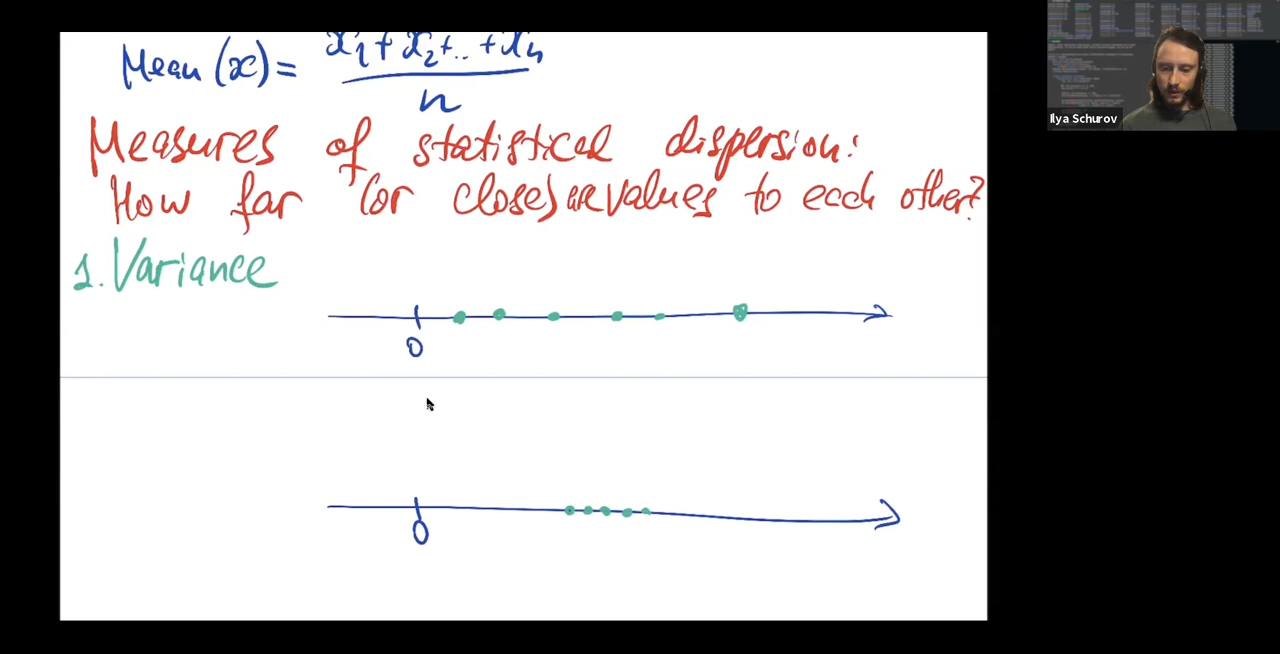 Mean (x) = x₁ + x₂ + .. + xₙ
n
Measures of statistical dispersion:
How far (or close) are values to each other?
1. Variance
0
0
Ilya Schurov